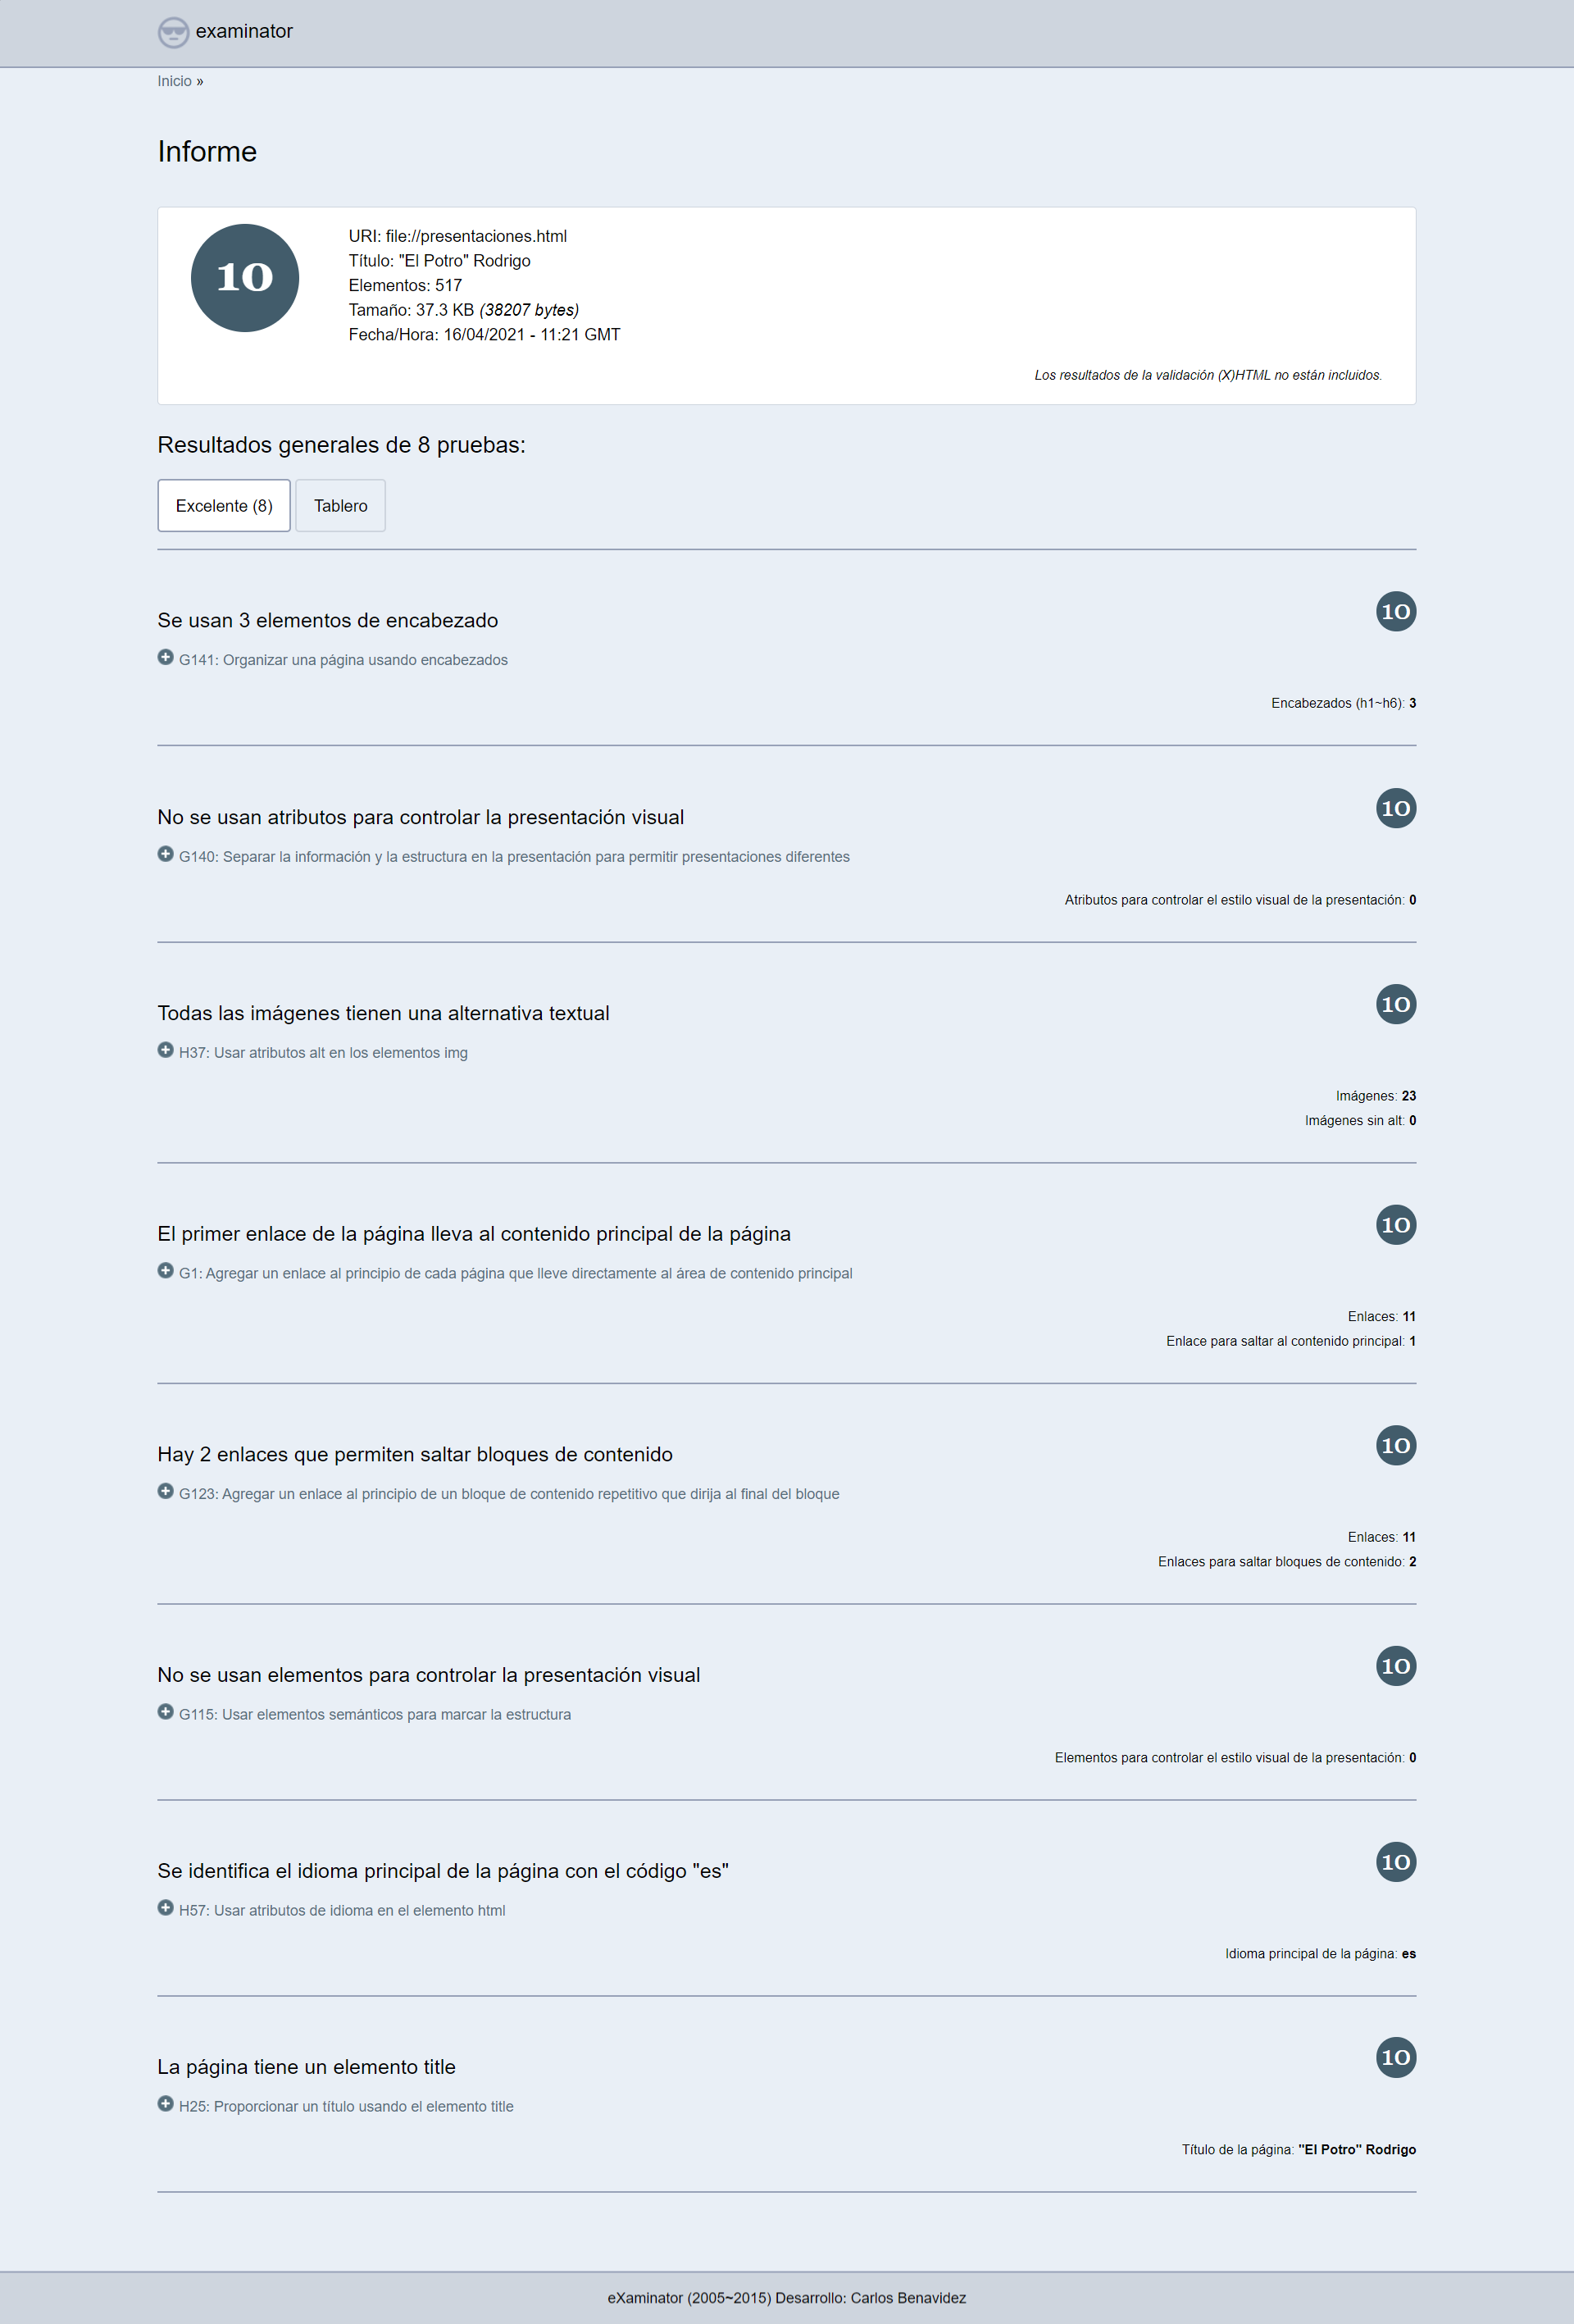 examinator
Inicio »
Informe
10
URI: file://presentaciones.html
Título: "El Potro" Rodrigo
Elementos: 517
Tamaño: 37.3 KB (38207 bytes)
Fecha/Hora: 16/04/2021 - 11:21 GMT
Los resultados de la validación (X)HTML no están incluidos.
Resultados generales de 8 pruebas:
Excelente (8) Tablero
Se usan 3 elementos de encabezado 10
G141: Organizar una página usando encabezados
Encabezados (h1~h6): 3
No se usan atributos para controlar la presentación visual 10
G140: Separar la información y la estructura en la presentación para permitir presentaciones diferentes
Atributos para controlar el estilo visual de la presentación: 0
Todas las imágenes tienen una alternativa textual 10
H37: Usar atributos alt en los elementos img
Imágenes: 23
Imágenes sin alt: 0
El primer enlace de la página lleva al contenido principal de la página 10
G1: Agregar un enlace al principio de cada página que lleve directamente al área de contenido principal
Enlaces: 11
Enlace para saltar al contenido principal: 1
Hay 2 enlaces que permiten saltar bloques de contenido 10
G123: Agregar un enlace al principio de un bloque de contenido repetitivo que dirija al final del bloque
Enlaces: 11
Enlaces para saltar bloques de contenido: 2
No se usan elementos para controlar la presentación visual 10
G115: Usar elementos semánticos para marcar la estructura
Elementos para controlar el estilo visual de la presentación: 0
Se identifica el idioma principal de la página con el código "es" 10
H57: Usar atributos de idioma en el elemento html
Idioma principal de la página: es
La página tiene un elemento title 10
H25: Proporcionar un título usando el elemento title
Título de la página: "El Potro" Rodrigo
eXaminator (2005~2015) Desarrollo: Carlos Benavidez